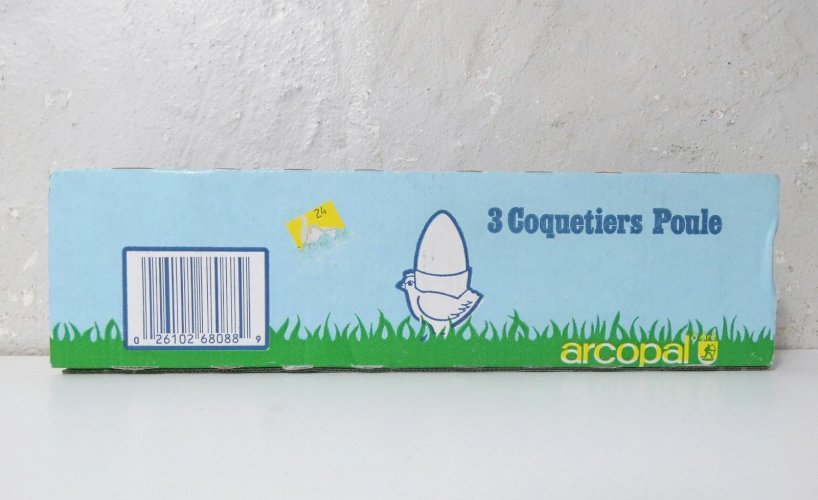 24
3 Coquetiers Poule
0 26102 68088 9
arcopal